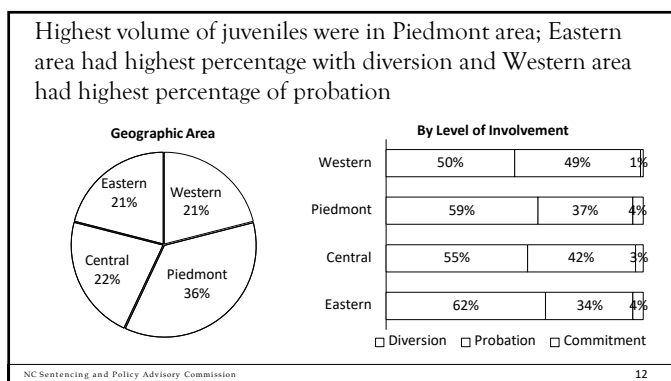 Highest volume of juveniles were in Piedmont area; Eastern
area had highest percentage with diversion and Western area
had highest percentage of probation
Geographic Area
Eastern
21%
Western
21%
Central
22%
Piedmont
36%
By Level of Involvement
Western 50% 49% 1%
Piedmont 59% 37% 4%
Central 55% 42% 3%
Eastern 62% 34% 4%
Diversion Probation Commitment
NC Sentencing and Policy Advisory Commission 12